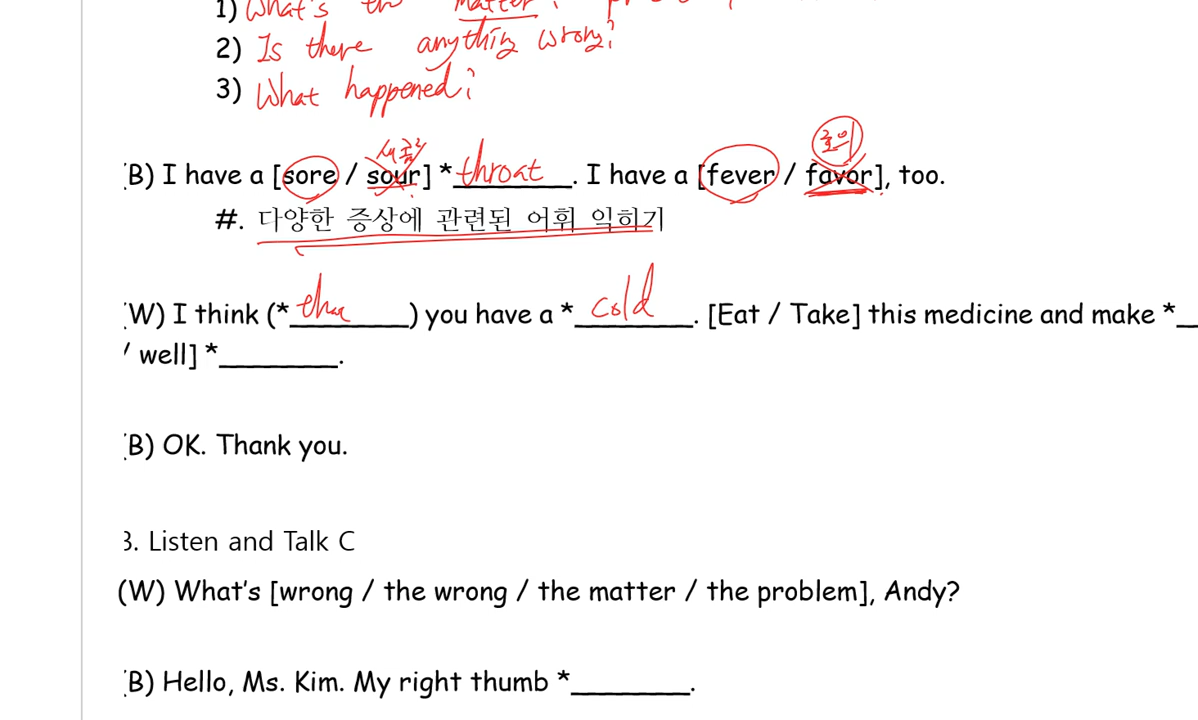 1) What's the matter?
2) Is there anything wrong?
3) What happened?
B) I have a [sore / sour] *throat. I have a [fever / favor], too.
호의
#. 다양한 증상에 관련된 어휘 익히기
W) I think (*that) you have a *cold. [Eat / Take] this medicine and make *
/ well] *________.
B) OK. Thank you.
3. Listen and Talk C
(W) What's [wrong / the wrong / the matter / the problem], Andy?
B) Hello, Ms. Kim. My right thumb *________.